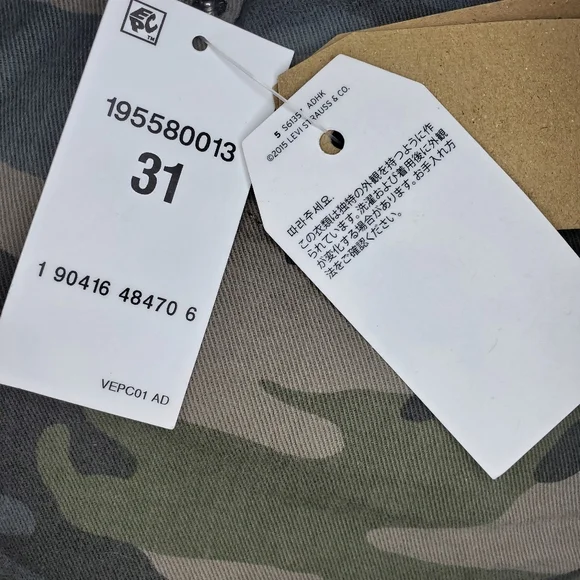 EPC
TM
195580013
31
1 90416 48470 6
VEPC01 AD
©2015 LEVI STRAUSS & CO.
따라주세요.
この衣類は独特の外観を持つように作
られています。洗濯および着用後に外観
が変化する場合があります。お手入れ方
法をご確認ください。